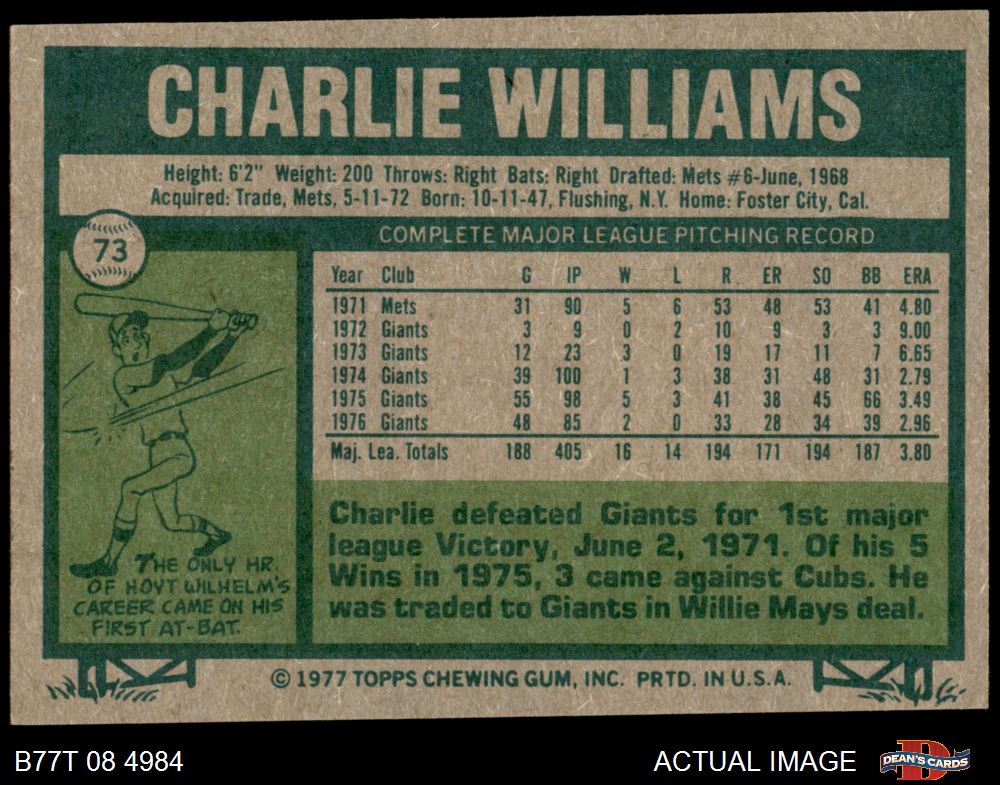 CHARLIE WILLIAMS
Height: 6'2" Weight: 200 Throws: Right Bats: Right Drafted: Mets #6-June, 1968
Acquired: Trade, Mets, 5-11-72 Born: 10-11-47, Flushing, N.Y. Home: Foster City, Cal.
73
COMPLETE MAJOR LEAGUE PITCHING RECORD
Year Club G IP W L R ER SO BB ERA
1971 Mets 31 90 5 6 53 48 53 41 4.80
1972 Giants 3 9 0 2 10 9 3 3 9.00
1973 Giants 12 23 3 0 19 17 11 7 6.65
1974 Giants 39 100 1 3 38 31 48 31 2.79
1975 Giants 55 98 5 3 41 38 45 66 3.49
1976 Giants 48 85 2 0 33 28 34 39 2.96
Maj. Lea. Totals 188 405 16 14 194 171 194 187 3.80
THE ONLY HR.
OF HOYT WILHELM'S
CAREER CAME ON HIS
FIRST AT-BAT.
Charlie defeated Giants for 1st major
league Victory, June 2, 1971. Of his 5
Wins in 1975, 3 came against Cubs. He
was traded to Giants in Willie Mays deal.
© 1977 TOPPS CHEWING GUM, INC. PRTD. IN U.S.A.
B77T 08 4984
ACTUAL IMAGE
D
DEAN'S CARDS